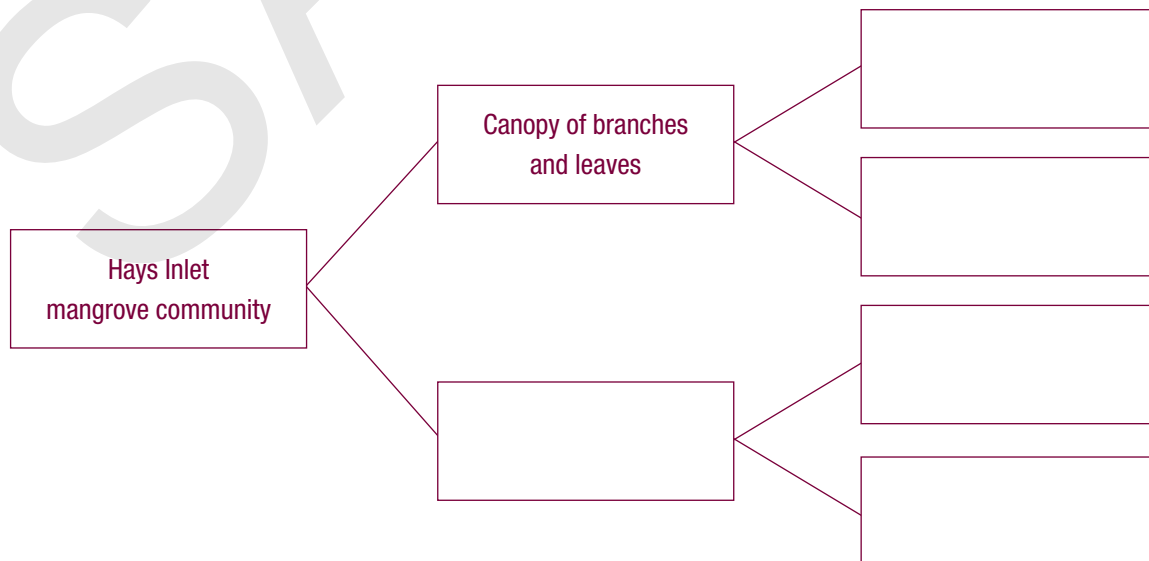 Canopy of branches
and leaves
Hays Inlet
mangrove community